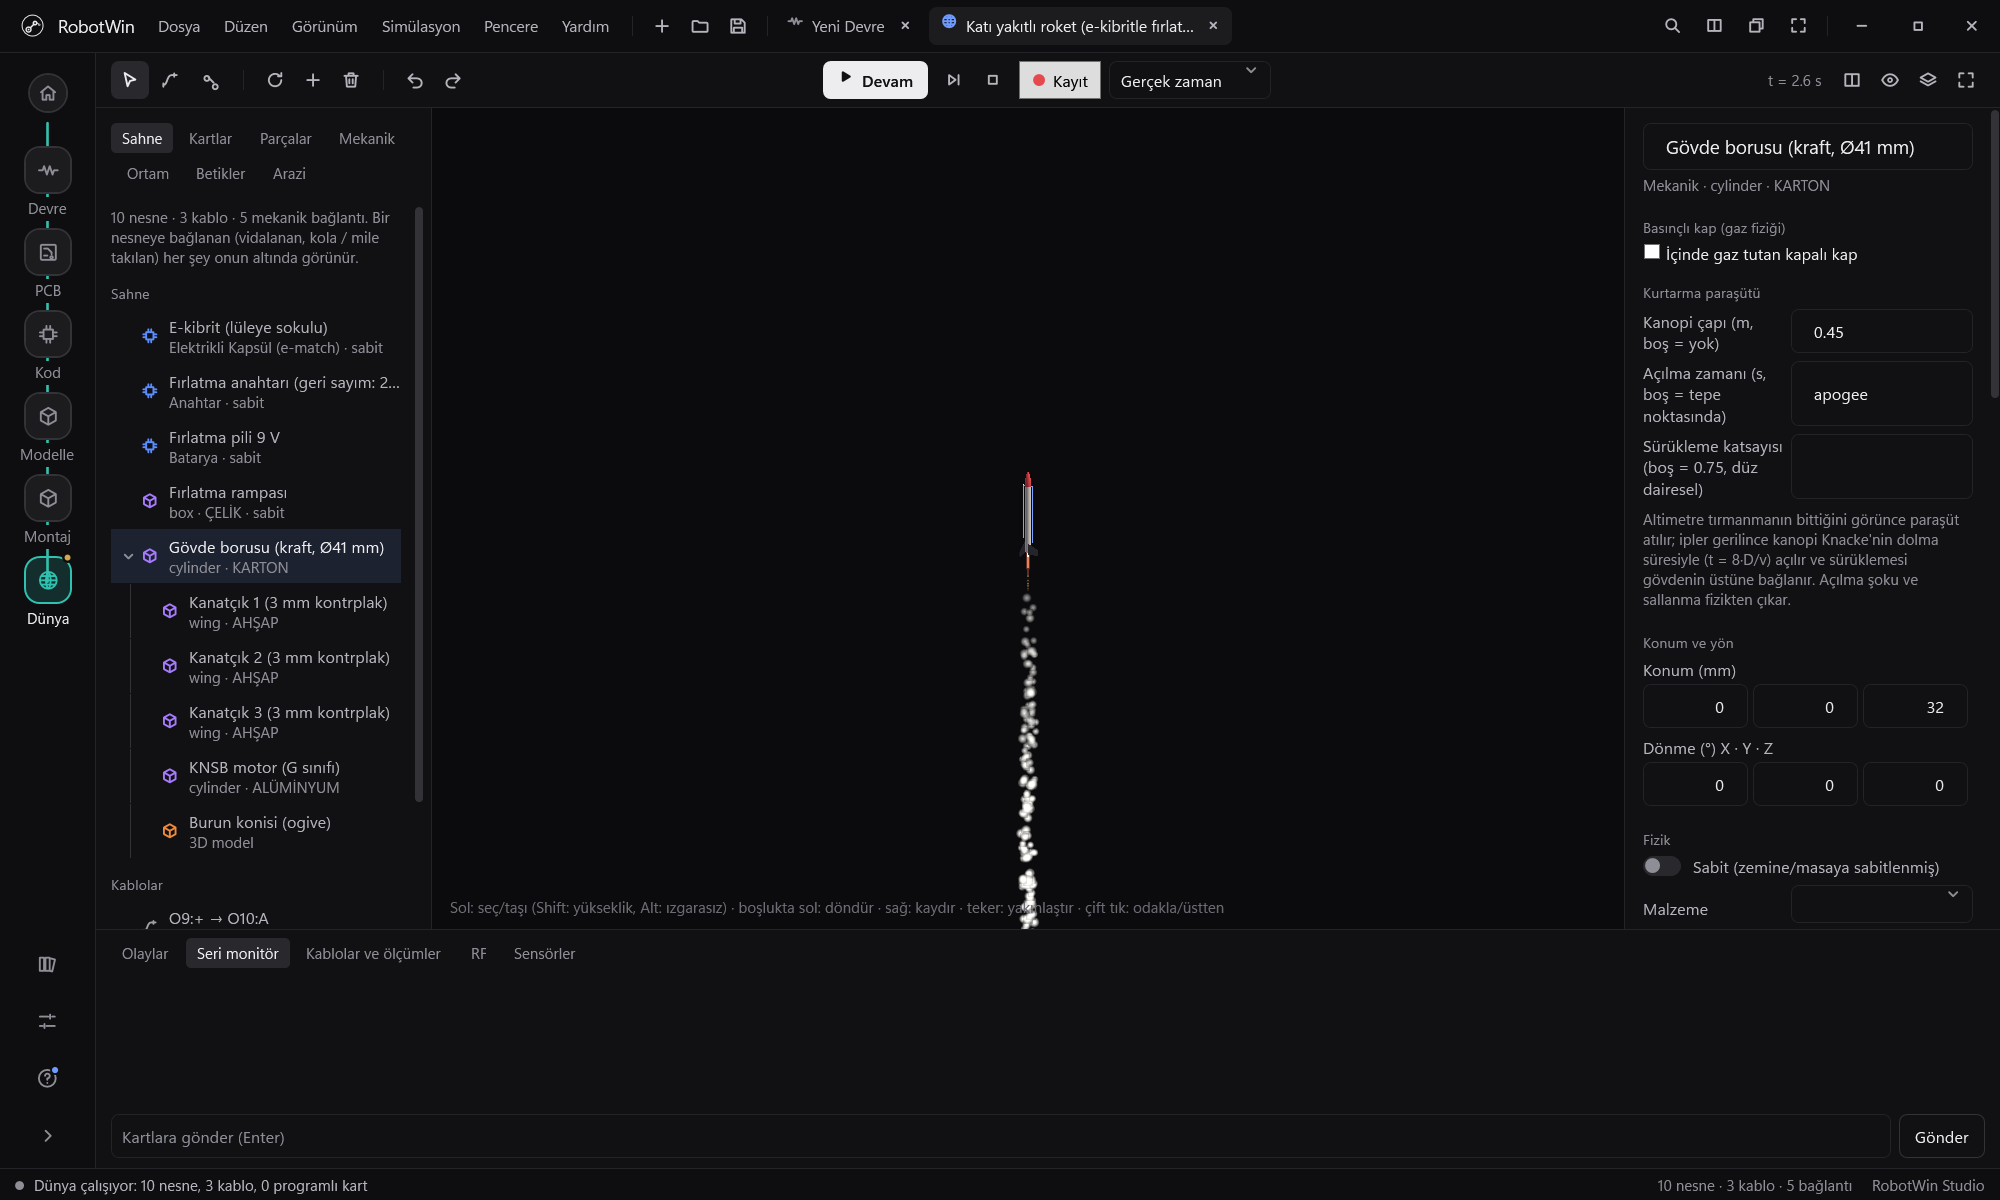 RobotWin Dosya Düzen Görünüm Simülasyon Pencere Yardım Yeni Devre Katı yakıtlı roket (e-kibritle fırlat...
Devam Kayıt Gerçek zaman t = 2.6 s
Devre
PCB
Kod
Modelle
Montaj
Dünya
Sahne Kartlar Parçalar Mekanik
Ortam Betikler Arazi
10 nesne · 3 kablo · 5 mekanik bağlantı. Bir
nesneye bağlanan (vidalanan, kola / mile
takılan) her şey onun altında görünür.
Sahne
E-kibrit (lüleye sokulu)
Elektrikli Kapsül (e-match) · sabit
Fırlatma anahtarı (geri sayım: 2...
Anahtar · sabit
Fırlatma pili 9 V
Batarya · sabit
Fırlatma rampası
box · ÇELİK · sabit
Gövde borusu (kraft, Ø41 mm)
cylinder · KARTON
Kanatçık 1 (3 mm kontrplak)
wing · AHŞAP
Kanatçık 2 (3 mm kontrplak)
wing · AHŞAP
Kanatçık 3 (3 mm kontrplak)
wing · AHŞAP
KNSB motor (G sınıfı)
cylinder · ALÜMİNYUM
Burun konisi (ogive)
3D model
Kablolar
O9:+ → O10:A
Sol: seç/taşı (Shift: yükseklik, Alt: ızgarasız) · boşlukta sol: döndür · sağ: kaydır · teker: yakınlaştır · çift tık: odakla/üstten
Gövde borusu (kraft, Ø41 mm)
Mekanik · cylinder · KARTON
Basınçlı kap (gaz fiziği)
İçinde gaz tutan kapalı kap
Kurtarma paraşütü
Kanopi çapı (m,
boş = yok)
0.45
Açılma zamanı (s,
boş = tepe
noktasında)
apogee
Sürükleme katsayısı
(boş = 0.75, düz
dairesel)
Altimetre tırmanmanın bittiğini görünce paraşüt
atılır; ipler gerilince kanopi Knacke'nin dolma
süresiyle (t = 8·D/v) açılır ve sürüklemesi
gövdenin üstüne bağlanır. Açılma şoku ve
sallanma fizikten çıkar.
Konum ve yön
Konum (mm)
0 0 32
Dönme (°) X · Y · Z
0 0 0
Fizik
Sabit (zemine/masaya sabitlenmiş)
Malzeme
Olaylar Seri monitör Kablolar ve ölçümler RF Sensörler
Kartlara gönder (Enter) Gönder
Dünya çalışıyor: 10 nesne, 3 kablo, 0 programlı kart 10 nesne · 3 kablo · 5 bağlantı RobotWin Studio